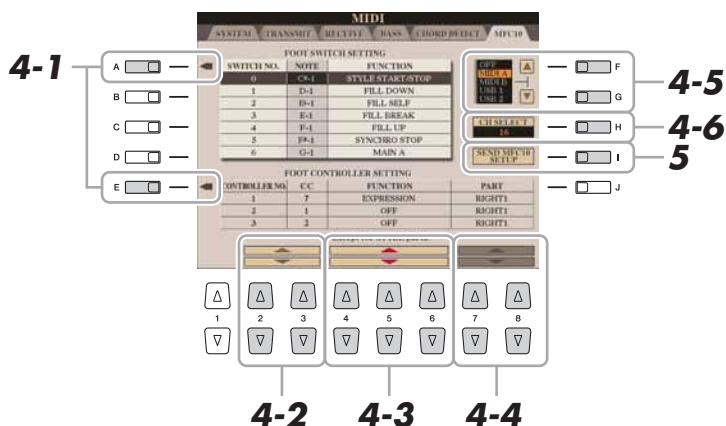 MIDI
SYSTEM TRANSMIT RECEIVE BASS CHORD DETECT MFC10
FOOT SWITCH SETTING
SWITCH NO. NOTE FUNCTION
0 C#-1 STYLE START/STOP
1 D-1 FILL DOWN
2 D#-1 FILL SELF
3 E-1 FILL BREAK
4 F-1 FILL UP
5 F#-1 SYNCHRO STOP
6 G-1 MAIN A
OFF
MIDI A
MIDI B
USB 1
USB 2
CH SELECT
16
SEND MFC10
SETUP
FOOT CONTROLLER SETTING
CONTROLLER NO. CC FUNCTION PART
1 7 EXPRESSION RIGHT1
2 1 OFF RIGHT1
3 2 OFF RIGHT1
4-1
A
B
C
D
E
F
G
H
I
J
4-5
4-6
5
1 2 3 4 5 6 7 8
4-2 4-3 4-4